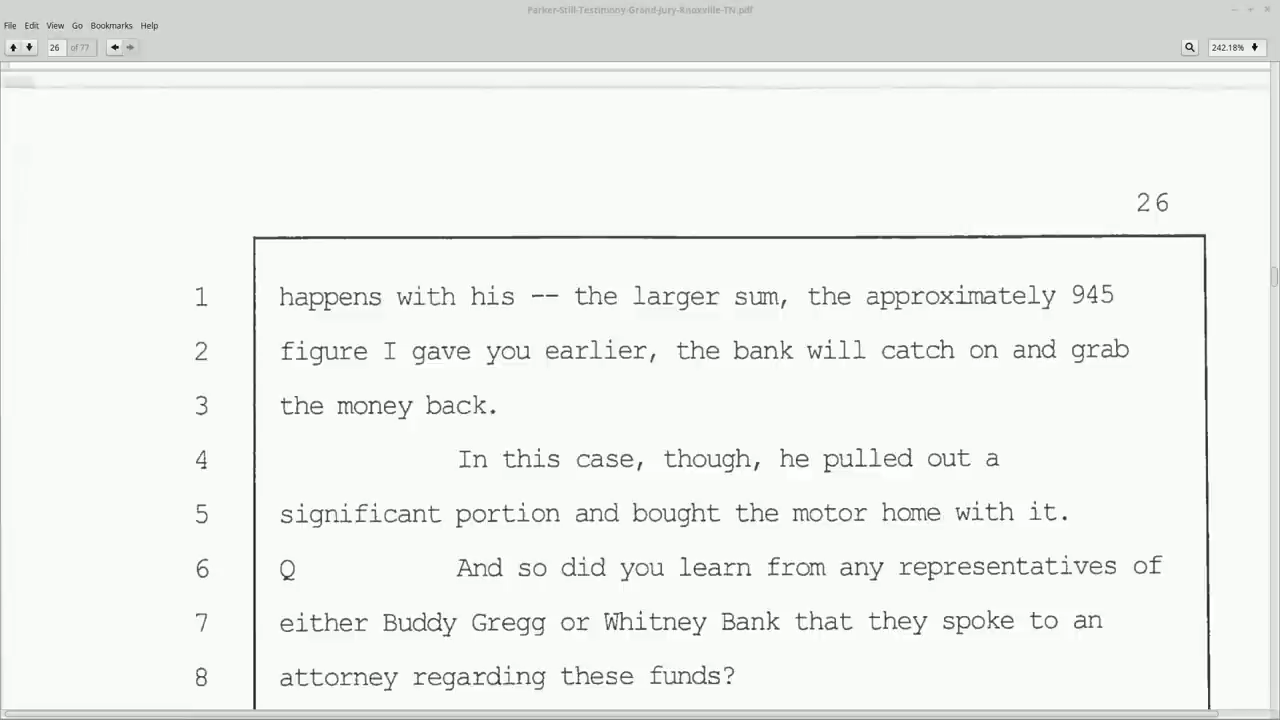 Parker-Still-Testimony-Grand-Jury-Knoxville-TN.pdf
File Edit View Go Bookmarks Help
26 of 77 242.18%
26
1 happens with his -- the larger sum, the approximately 945
2 figure I gave you earlier, the bank will catch on and grab
3 the money back.
4 In this case, though, he pulled out a
5 significant portion and bought the motor home with it.
6 Q And so did you learn from any representatives of
7 either Buddy Gregg or Whitney Bank that they spoke to an
8 attorney regarding these funds?